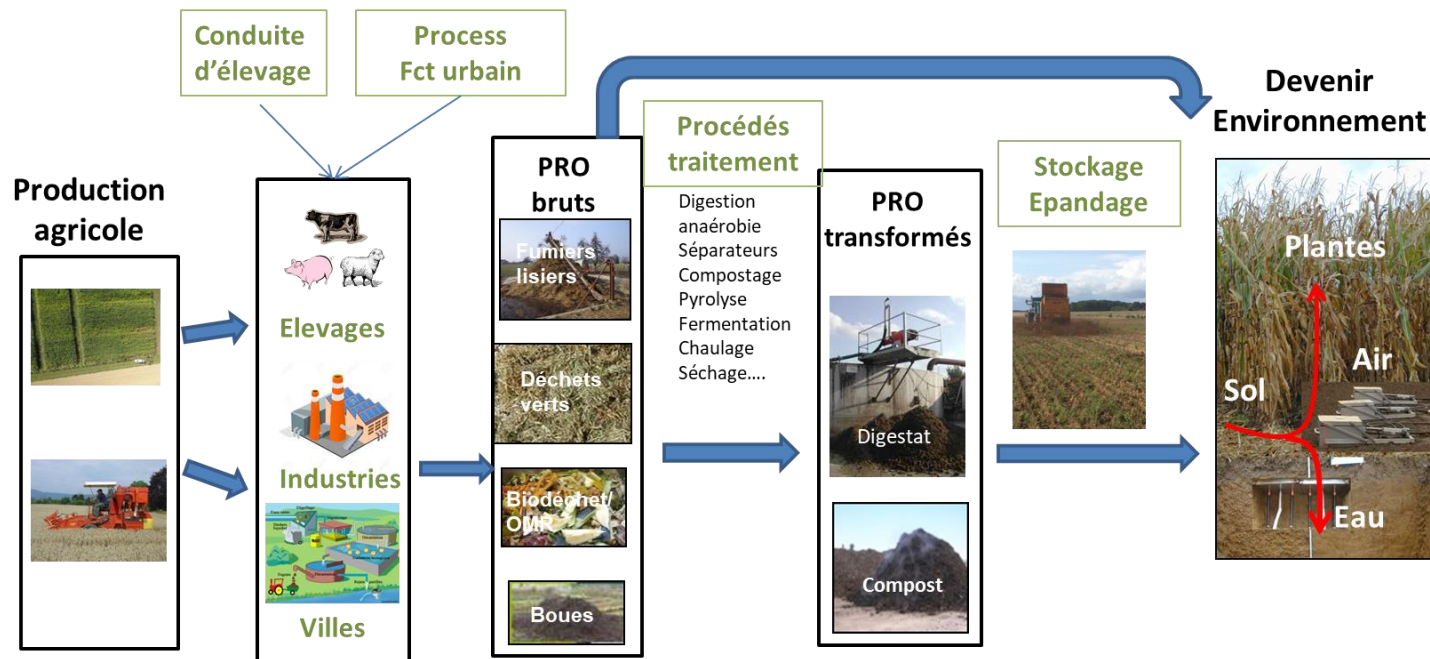 Conduite
d'élevage
Process
Fct urbain
Production
agricole
Elevages
Industries
Villes
PRO
bruts
Fumiers
lisiers
Déchets
verts
Biodéchet/
OMR
Boues
Procédés
traitement
Digestion
anaérobie
Séparateurs
Compostage
Pyrolyse
Fermentation
Chaulage
Séchage....
PRO
transformés
Digestat
Compost
Stockage
Epandage
Devenir
Environnement
Plantes
Air
Sol
Eau